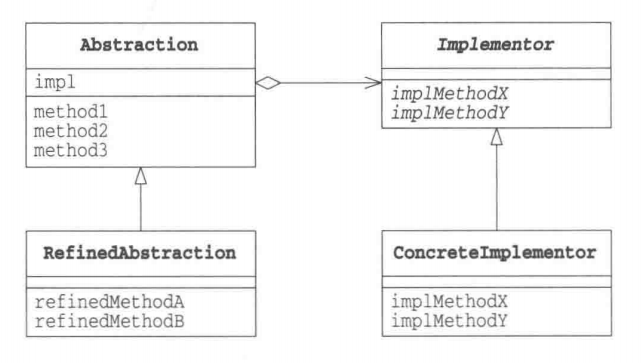 Abstraction
impl
method1
method2
method3
Implementor
implMethodX
implMethodY
RefinedAbstraction
refinedMethodA
refinedMethodB
ConcreteImplementor
implMethodX
implMethodY